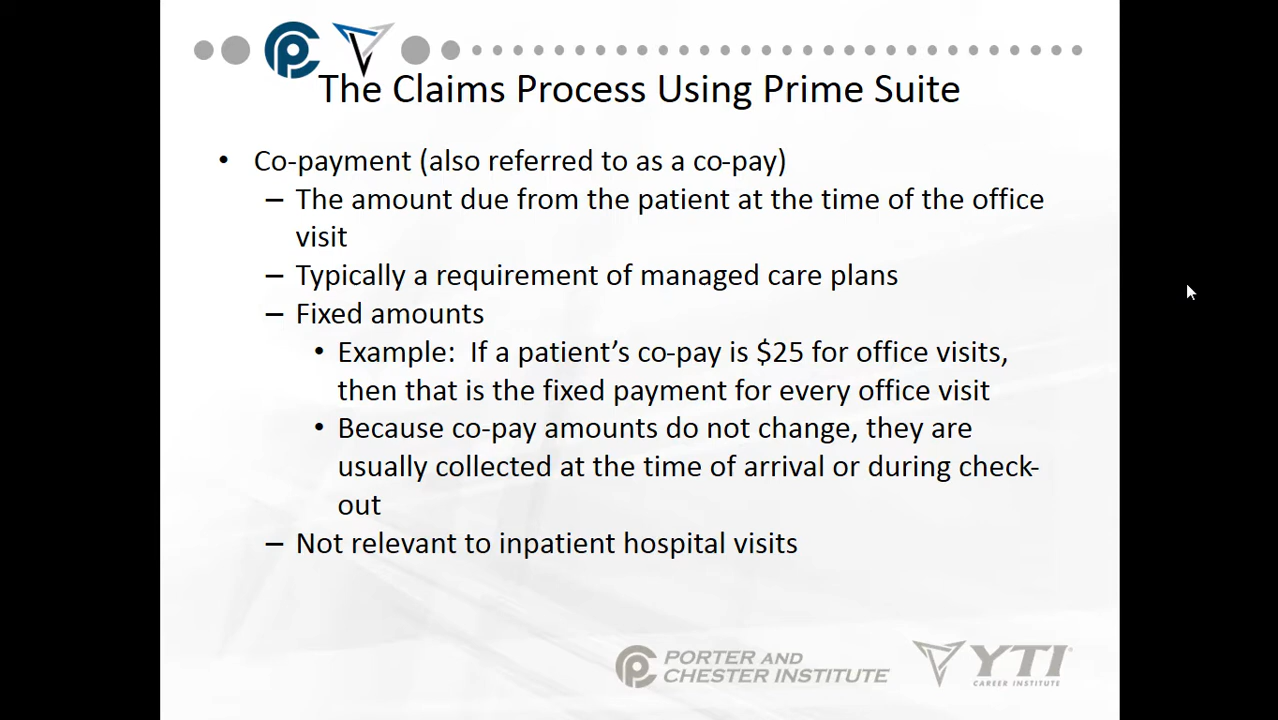 The Claims Process Using Prime Suite
• Co-payment (also referred to as a co-pay)
– The amount due from the patient at the time of the office
visit
– Typically a requirement of managed care plans
– Fixed amounts
• Example:  If a patient’s co-pay is $25 for office visits,
then that is the fixed payment for every office visit
• Because co-pay amounts do not change, they are
usually collected at the time of arrival or during check-
out
– Not relevant to inpatient hospital visits
PORTER AND
CHESTER INSTITUTE
YTI
CAREER INSTITUTE